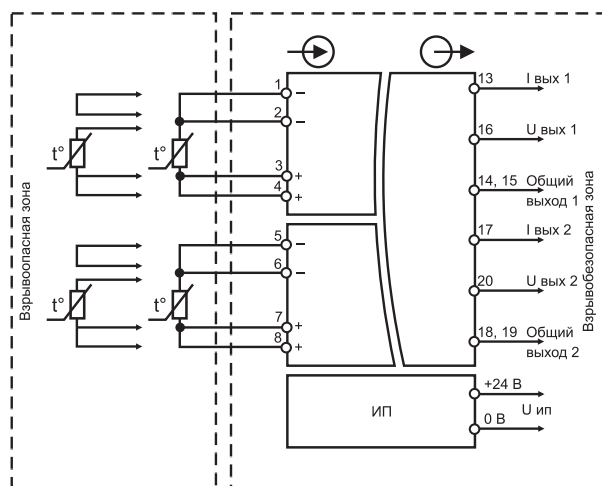 Взрывоопасная зона
t°
t°
t°
t°
1
–
2
–
3
+
4
+
5
–
6
–
7
+
8
+
13
I вых 1
16
U вых 1
14, 15 Общий
выход 1
17
I вых 2
20
U вых 2
18, 19 Общий
выход 2
ИП
+24 В
0 В
U ип
Взрывобезопасная зона